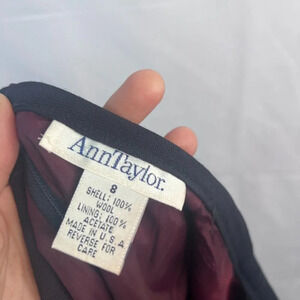 AnnTaylor.
8
SHELL: 100%
WOOL
LINING: 100%
ACETATE
MADE IN U.S.A
REVERSE FOR
CARE